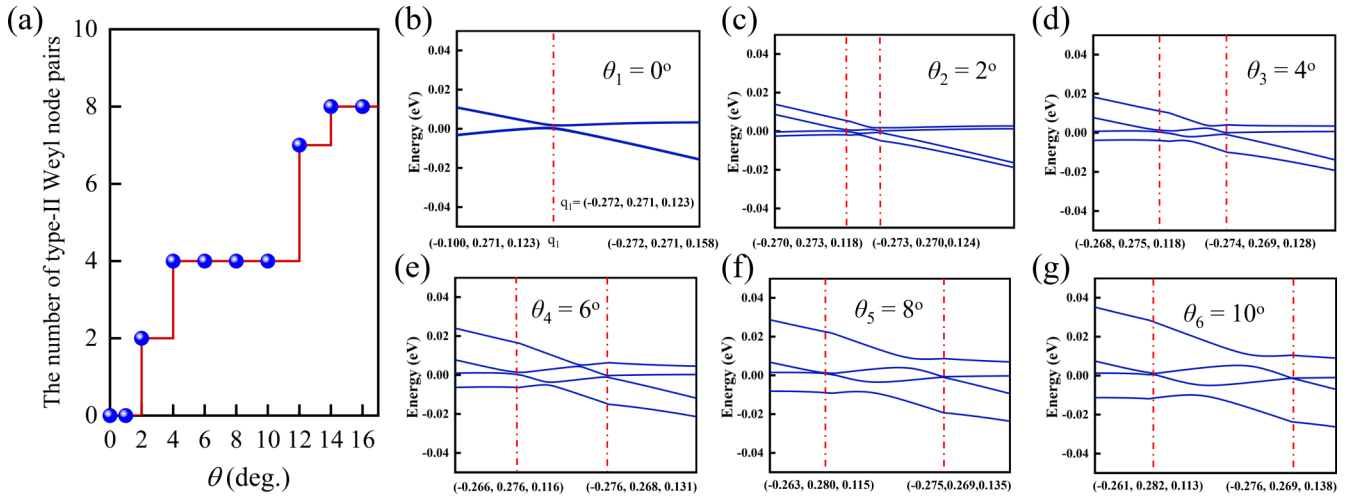 (a)
The number of type-II Weyl node pairs
10
8
6
4
2
0
0 2 4 6 8 10 12 14 16
θ (deg.)
(b)
Energy (eV)
0.04
0.02
0.00
-0.02
-0.04
θ1 = 0°
q1= (-0.272, 0.271, 0.123)
(-0.100, 0.271, 0.123) q1 (-0.272, 0.271, 0.158)
(c)
Energy (eV)
0.04
0.02
0.00
-0.02
-0.04
θ2 = 2°
(-0.270, 0.273, 0.118) (-0.273, 0.270,0.124)
(d)
Energy (eV)
0.04
0.02
0.00
-0.02
-0.04
θ3 = 4°
(-0.268, 0.275, 0.118) (-0.274, 0.269, 0.128)
(e)
Energy (eV)
0.04
0.02
0.00
-0.02
-0.04
θ4 = 6°
(-0.266, 0.276, 0.116) (-0.276, 0.268, 0.131)
(f)
Energy (eV)
0.04
0.02
0.00
-0.02
-0.04
θ5 = 8°
(-0.263, 0.280, 0.115) (-0.275,0.269,0.135)
(g)
Energy (eV)
0.04
0.02
0.00
-0.02
-0.04
θ6 = 10°
(-0.261, 0.282, 0.113) (-0.276, 0.269, 0.138)